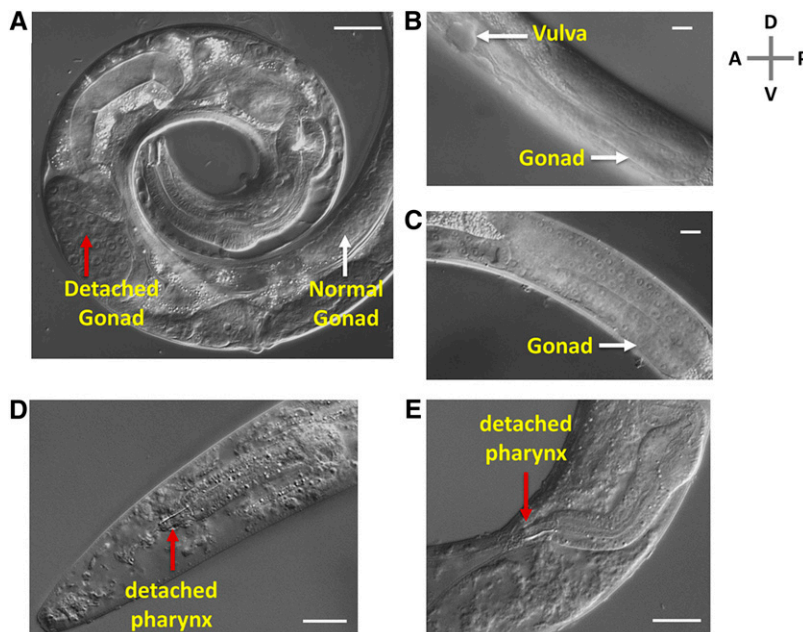 A
Detached
Gonad
Normal
Gonad
B
Vulva
Gonad
C
Gonad
D
A
P
V
D
detached
pharynx
E
detached
pharynx